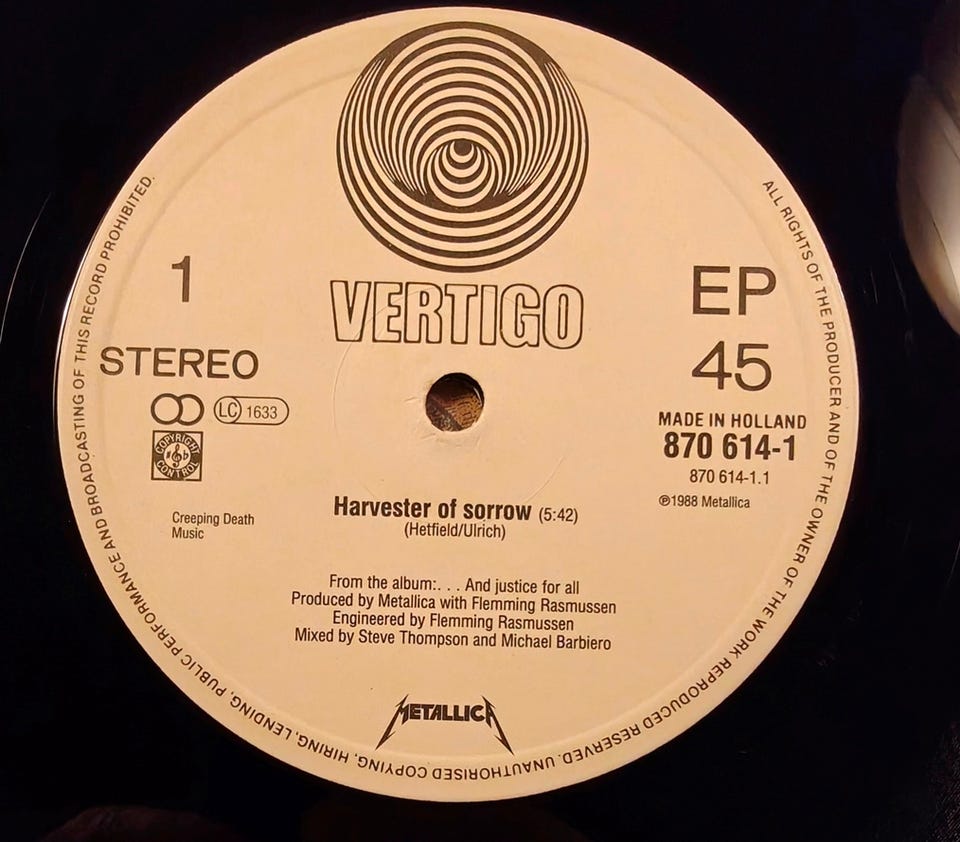 VERTIGO
1
STEREO
LC 1633
COPYRIGHT
CONTROL
Creeping Death
Music
EP
45
MADE IN HOLLAND
870 614-1
870 614-1.1
℗1988 Metallica
Harvester of sorrow (5:42)
(Hetfield/Ulrich)
From the album:. . . And justice for all
Produced by Metallica with Flemming Rasmussen
Engineered by Flemming Rasmussen
Mixed by Steve Thompson and Michael Barbiero
METALLICA
ALL RIGHTS OF THE PRODUCER AND OF THE OWNER OF THE WORK REPRODUCED RESERVED. UNAUTHORISED COPYING, HIRING, LENDING, PUBLIC PERFORMANCE AND BROADCASTING OF THIS RECORD PROHIBITED.